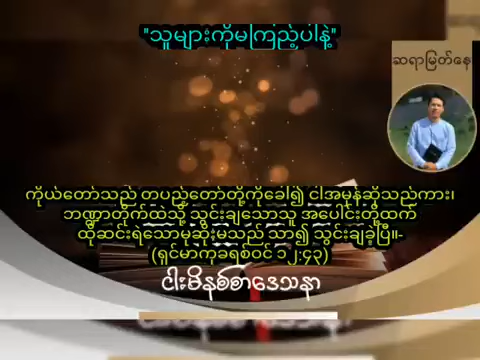 "သူများကိုမကြည့်ပါနဲ့"
ဆရာမြတ်နေ
ကိုယ်တော်သည် တပည့်တော်တို့ကိုခေါ်၍ ငါအမှန်ဆိုသည်ကား၊
ဘဏ္ဍာတိုက်ထဲသို့ သွင်းချသောသူ အပေါင်းတို့ထက်
ထိုဆင်းရဲသောမုဆိုးမသည် သာ၍ သွင်းချခဲ့ပြီ။-
(ရှင်မာကုခရစ်ဝင် ၁၂:၄၃)
ငါးမိနစ်စာဒေသနာ